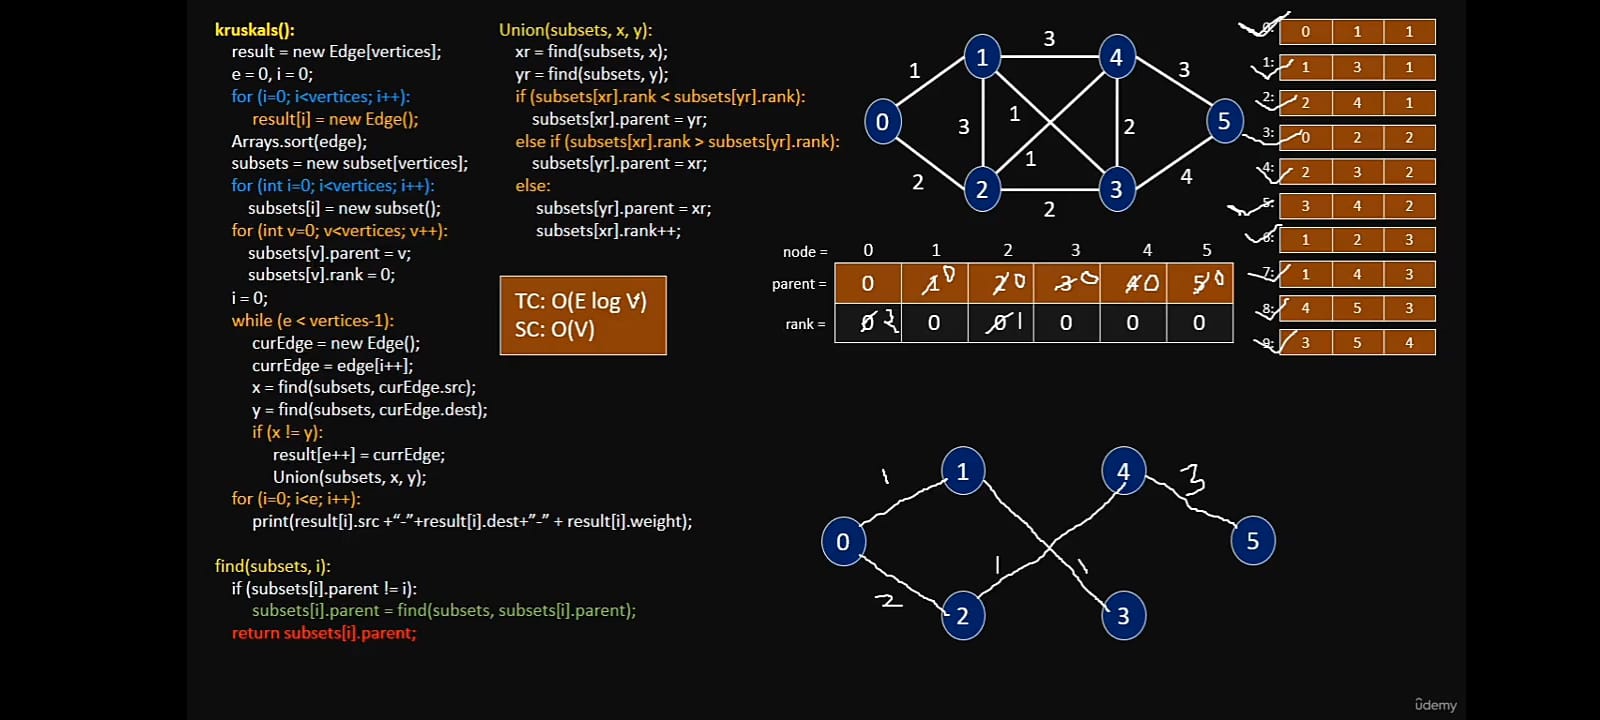 kruskals():
result = new Edge[vertices];
e = 0, i = 0;
for (i=0; i<vertices; i++):
result[i] = new Edge();
Arrays.sort(edge);
subsets = new subset[vertices];
for (int i=0; i<vertices; i++):
subsets[i] = new subset();
for (int v=0; v<vertices; v++):
subsets[v].parent = v;
subsets[v].rank = 0;
i = 0;
while (e < vertices-1):
curEdge = new Edge();
currEdge = edge[i++];
x = find(subsets, curEdge.src);
y = find(subsets, curEdge.dest);
if (x != y):
result[e++] = currEdge;
Union(subsets, x, y);
for (i=0; i<e; i++):
print(result[i].src +“-”+result[i].dest+”-” + result[i].weight);
find(subsets, i):
if (subsets[i].parent != i):
subsets[i].parent = find(subsets, subsets[i].parent);
return subsets[i].parent;
Union(subsets, x, y):
xr = find(subsets, x);
yr = find(subsets, y);
if (subsets[xr].rank < subsets[yr].rank):
subsets[xr].parent = yr;
else if (subsets[xr].rank > subsets[yr].rank):
subsets[yr].parent = xr;
else:
subsets[yr].parent = xr;
subsets[xr].rank++;
TC: O(E log V)
SC: O(V)
1 3 4
1 3
0 3 1 2 5
2 1 4
2 2 3
node = 0 1 2 3 4 5
parent = 0 1 0 2 0 3 0 4 0 5 0
rank = 0 2 0 0 1 0 0 0
0: 0 1 1
1: 1 3 1
2: 2 4 1
3: 0 2 2
4: 2 3 2
5: 3 4 2
6: 1 2 3
7: 1 4 3
8: 4 5 3
9: 3 5 4
1 1 4 3
0 5
2 1 1
2 3
ûdemy